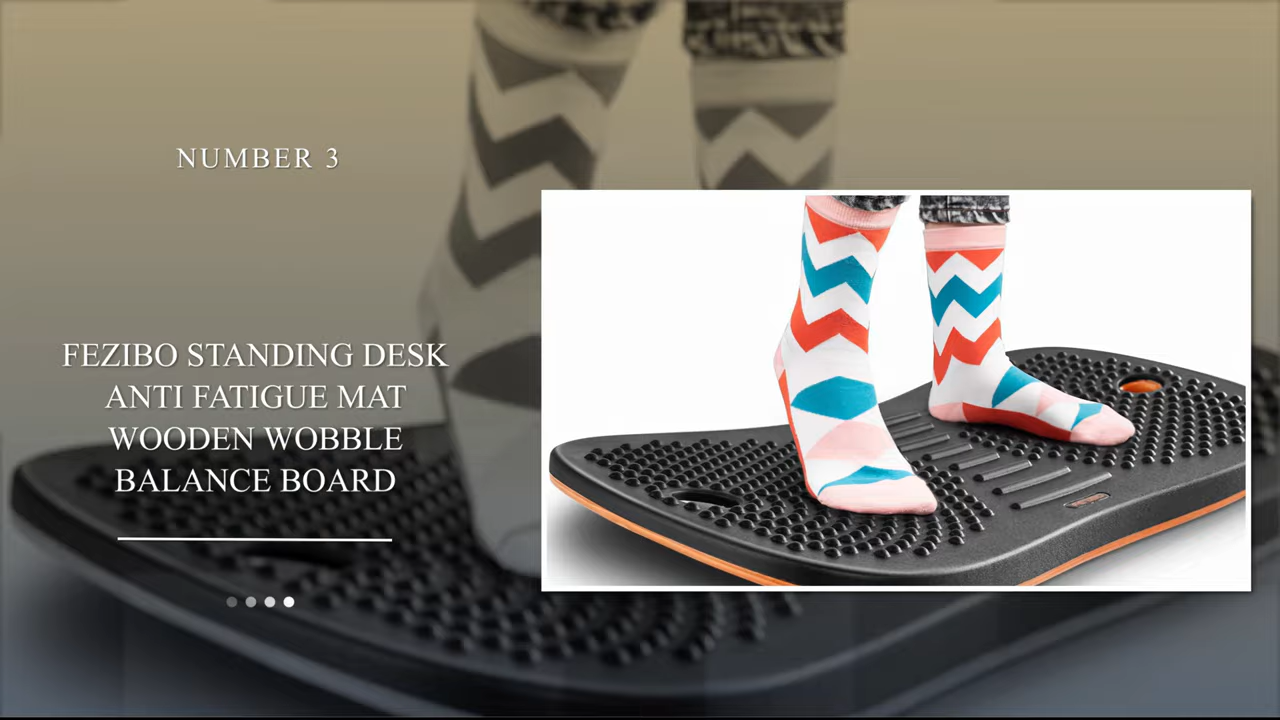 NUMBER 3
FEZIBO STANDING DESK
ANTI FATIGUE MAT
WOODEN WOBBLE
BALANCE BOARD